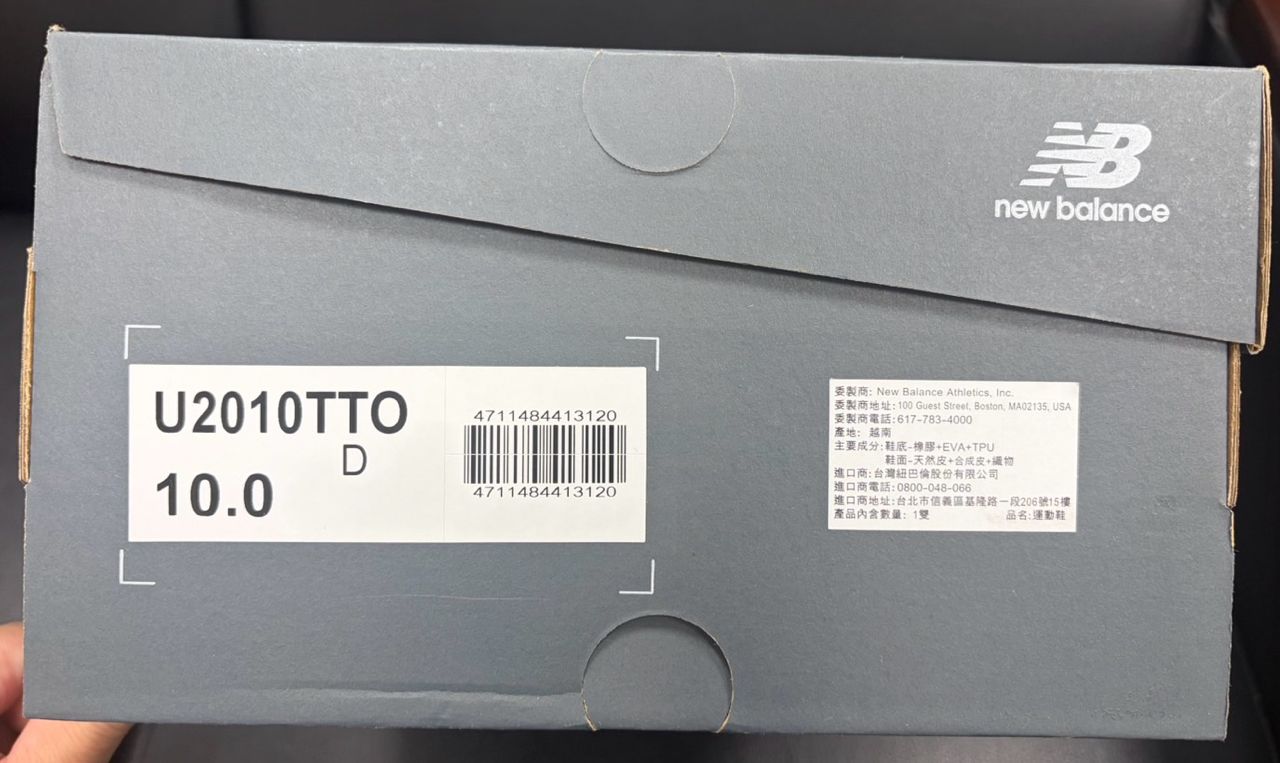 NB
new balance
U2010TTO
D
10.0
4711484413120
4711484413120
委製商: New Balance Athletics, Inc.
委製商地址: 100 Guest Street, Boston, MA02135, USA
委製商電話: 617-783-4000
產地: 越南
主要成分: 鞋底-橡膠+EVA+TPU
鞋面-天然皮+合成皮+織物
進口商: 台灣紐巴倫股份有限公司
進口商電話: 0800-048-066
進口商地址: 台北市信義區基隆路一段206號15樓
產品內含數量: 1雙 品名: 運動鞋